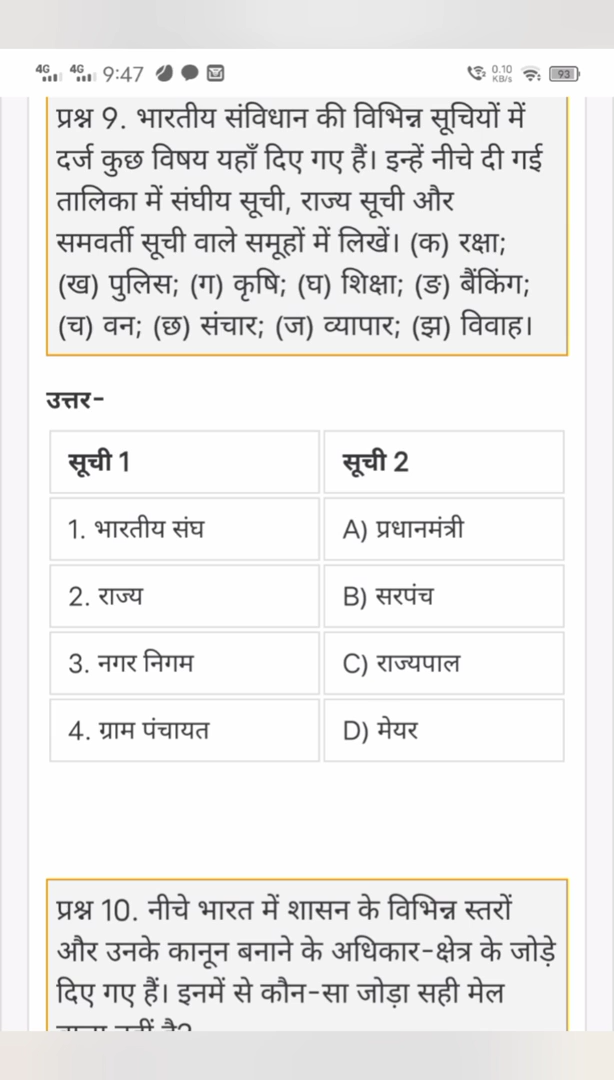 4G 4G 9:47 0.10 KB/s 93
प्रश्न 9. भारतीय संविधान की विभिन्न सूचियों में
दर्ज कुछ विषय यहाँ दिए गए हैं। इन्हें नीचे दी गई
तालिका में संघीय सूची, राज्य सूची और
समवर्ती सूची वाले समूहों में लिखें। (क) रक्षा;
(ख) पुलिस; (ग) कृषि; (घ) शिक्षा; (ङ) बैंकिंग;
(च) वन; (छ) संचार; (ज) व्यापार; (झ) विवाह।
उत्तर-
सूची 1 सूची 2
1. भारतीय संघ A) प्रधानमंत्री
2. राज्य B) सरपंच
3. नगर निगम C) राज्यपाल
4. ग्राम पंचायत D) मेयर
प्रश्न 10. नीचे भारत में शासन के विभिन्न स्तरों
और उनके कानून बनाने के अधिकार-क्षेत्र के जोड़े
दिए गए हैं। इनमें से कौन-सा जोड़ा सही मेल